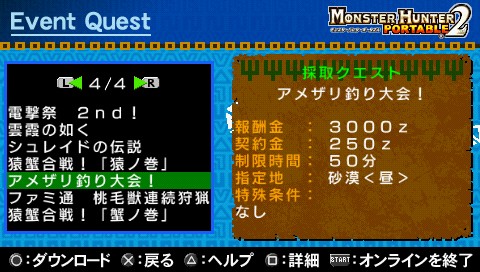 Event Quest
MONSTER HUNTER
PORTABLE 2
L 4/4 R
電撃祭　２ｎｄ！
雲霞の如く
シュレイドの伝説
猿蟹合戦！「猿ノ巻」
アメザリ釣り大会！
ファミ通　桃毛獣連続狩猟
猿蟹合戦！「蟹ノ巻」
採取クエスト
アメザリ釣り大会！
報酬金　：　３０００ｚ
契約金　：　２５０ｚ
制限時間：　５０分
指定地　：　砂漠＜昼＞
特殊条件：
なし
○:ダウンロード ×:戻る △:ヘルプ □:詳細 START:オンラインを終了